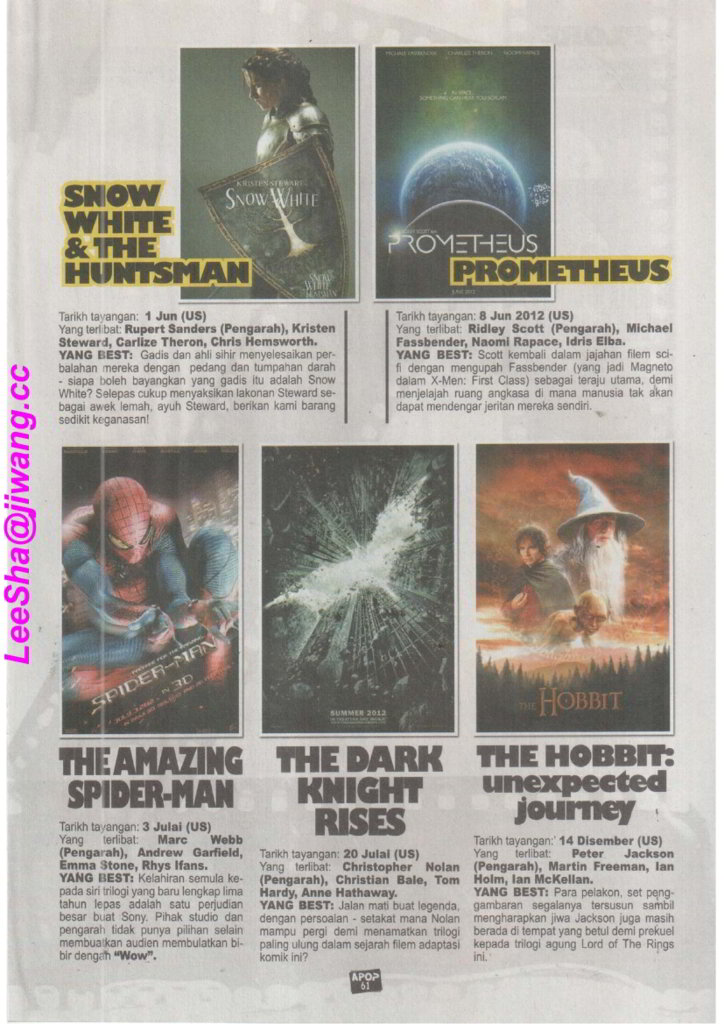 KRISTEN STEWART
SNOW WHITE
SNOW
WHITE
& THE
HUNTSMAN
MICHAEL FASSBENDER CHARLIZE THERON NOOMI RAPACE
IN SPACE,
SOMETHING CAN HEAR YOU SCREAM
PROMETHEUS
JUNE 2012
PROMETHEUS
Tarikh tayangan: 1 Jun (US)
Yang terlibat: Rupert Sanders (Pengarah), Kristen
Steward, Carlize Theron, Chris Hemsworth.
YANG BEST: Gadis dan ahli sihir menyelesaikan per-
balahan mereka dengan pedang dan tumpahan darah
- siapa boleh bayangkan yang gadis itu adalah Snow
White? Selepas cukup menyaksikan lakonan Steward se-
bagai awek lemah, ayuh Steward, berikan kami barang
sedikit keganasan!
Tarikh tayangan: 8 Jun 2012 (US)
Yang terlibat: Ridley Scott (Pengarah), Michael
Fassbender, Naomi Rapace, Idris Elba.
YANG BEST: Scott kembali dalam jajahan filem sci-
fi dengan mengupah Fassbender (yang jadi Magneto
dalam X-Men: First Class) sebagai teraju utama, demi
menjelajah ruang angkasa di mana manusia tak akan
dapat mendengar jeritan mereka sendiri.
LeeSha@jiwang.cc
SPIDER-MAN
IN 3D
SUMMER 2012
THE HOBBIT
THE AMAZING
SPIDER-MAN
Tarikh tayangan: 3 Julai (US)
Yang terlibat: Marc Webb
(Pengarah), Andrew Garfield,
Emma Stone, Rhys Ifans.
YANG BEST: Kelahiran semula ke-
pada siri trilogi yang baru lengkap lima
tahun lepas adalah satu perjudian
besar buat Sony. Pihak studio dan
pengarah tidak punya pilihan selain
membuatkan audien membulatkan bi-
bir dengan “Wow”.
THE DARK
KNIGHT
RISES
Tarikh tayangan: 20 Julai (US)
Yang terlibat: Christopher Nolan
(Pengarah), Christian Bale, Tom
Hardy, Anne Hathaway.
YANG BEST: Jalan mati buat legenda,
dengan persoalan - setakat mana Nolan
mampu pergi demi menamatkan trilogi
paling ulung dalam sejarah filem adaptasi
komik ini?
THE HOBBIT:
unexpected
journey
Tarikh tayangan: 14 Disember (US)
Yang terlibat: Peter Jackson
(Pengarah), Martin Freeman, Ian
Holm, Ian McKellan.
YANG BEST: Para pelakon, set peng-
gambaran segalanya tersusun sambil
mengharapkan jiwa Jackson juga masih
berada di tempat yang betul demi prekuel
kepada trilogi agung Lord of The Rings
ini.
APOP
61